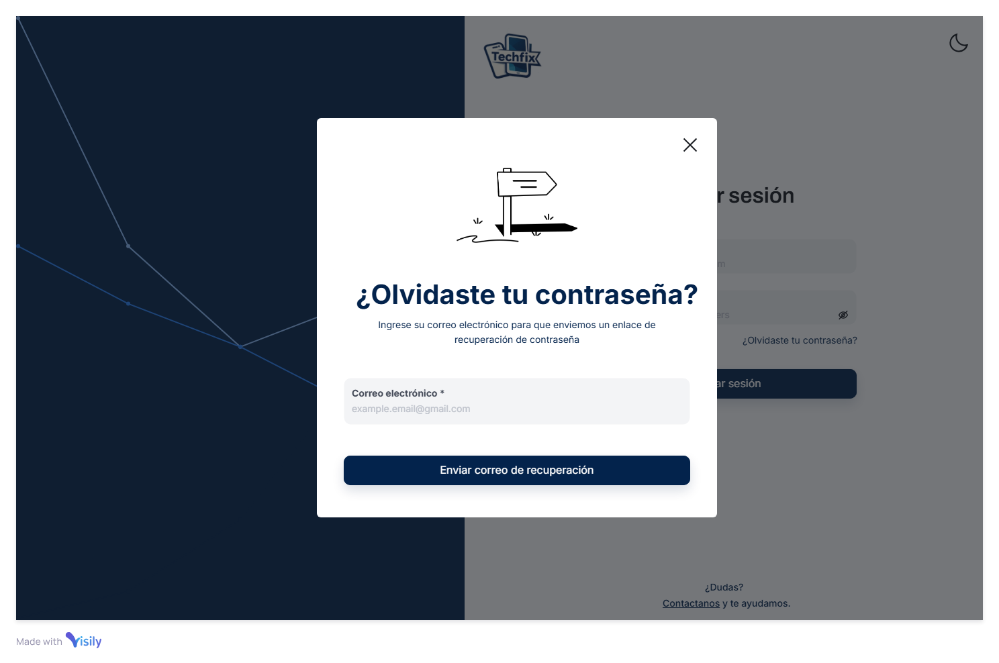 Techfix
¿Olvidaste tu contraseña?
Ingrese su correo electrónico para que enviemos un enlace de
recuperación de contraseña
Correo electrónico *
example.email@gmail.com
Enviar correo de recuperación
r sesión
m
ers
¿Olvidaste tu contraseña?
ar sesión
¿Dudas?
Contactanos y te ayudamos.
Made with Visily